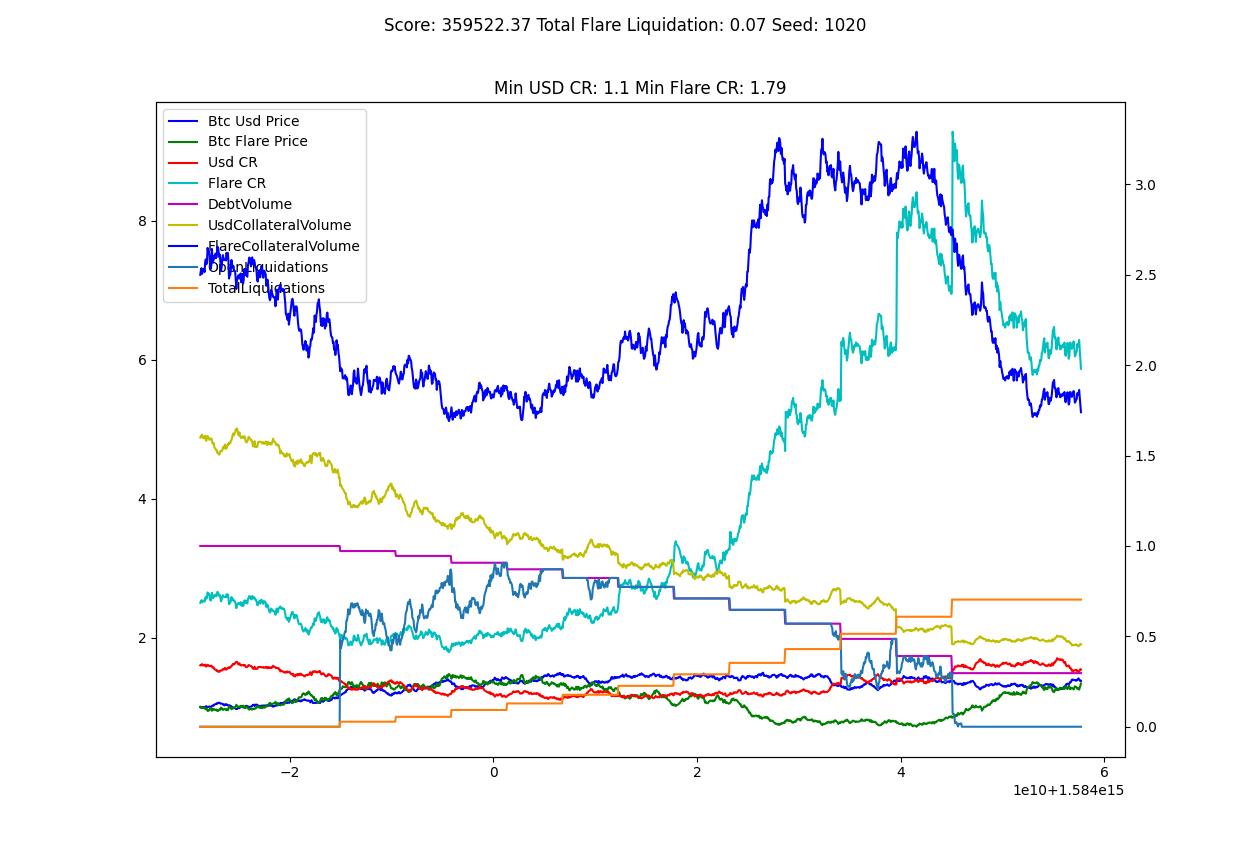 Score: 359522.37 Total Flare Liquidation: 0.07 Seed: 1020
Min USD CR: 1.1 Min Flare CR: 1.79
Btc Usd Price
Btc Flare Price
Usd CR
Flare CR
DebtVolume
UsdCollateralVolume
FlareCollateralVolume
OpenLiquidations
TotalLiquidations
8
6
4
2
3.0
2.5
2.0
1.5
1.0
0.5
0.0
−2 0 2 4 6
1e10+1.584e15